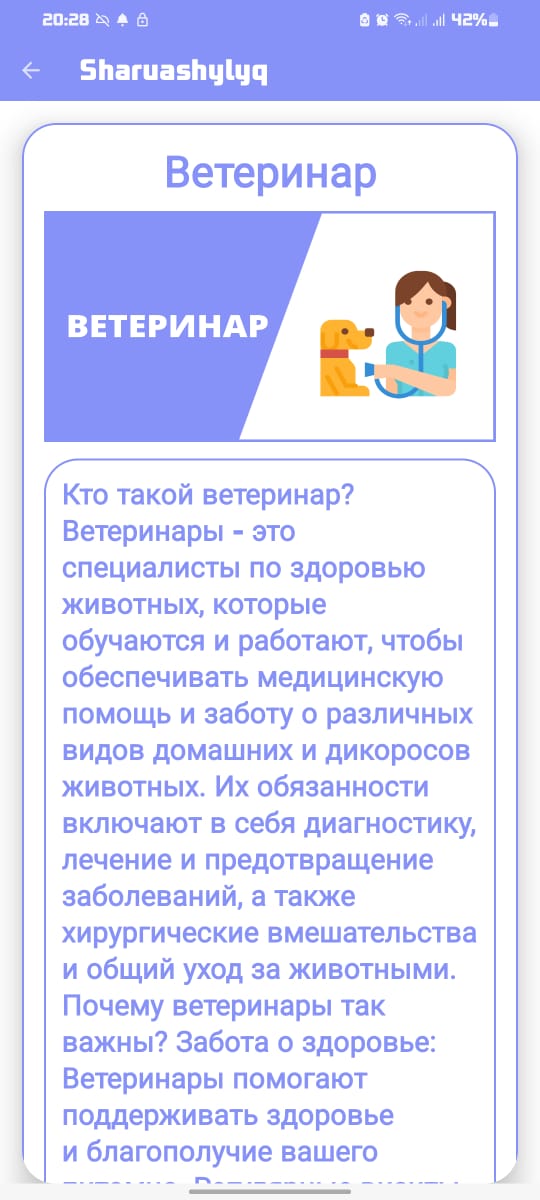 20:28
42%
Sharuashylyq
Ветеринар
ВЕТЕРИНАР
Кто такой ветеринар?
Ветеринары - это
специалисты по здоровью
животных, которые
обучаются и работают, чтобы
обеспечивать медицинскую
помощь и заботу о различных
видов домашних и дикоросов
животных. Их обязанности
включают в себя диагностику,
лечение и предотвращение
заболеваний, а также
хирургические вмешательства
и общий уход за животными.
Почему ветеринары так
важны? Забота о здоровье:
Ветеринары помогают
поддерживать здоровье
и благополучие вашего